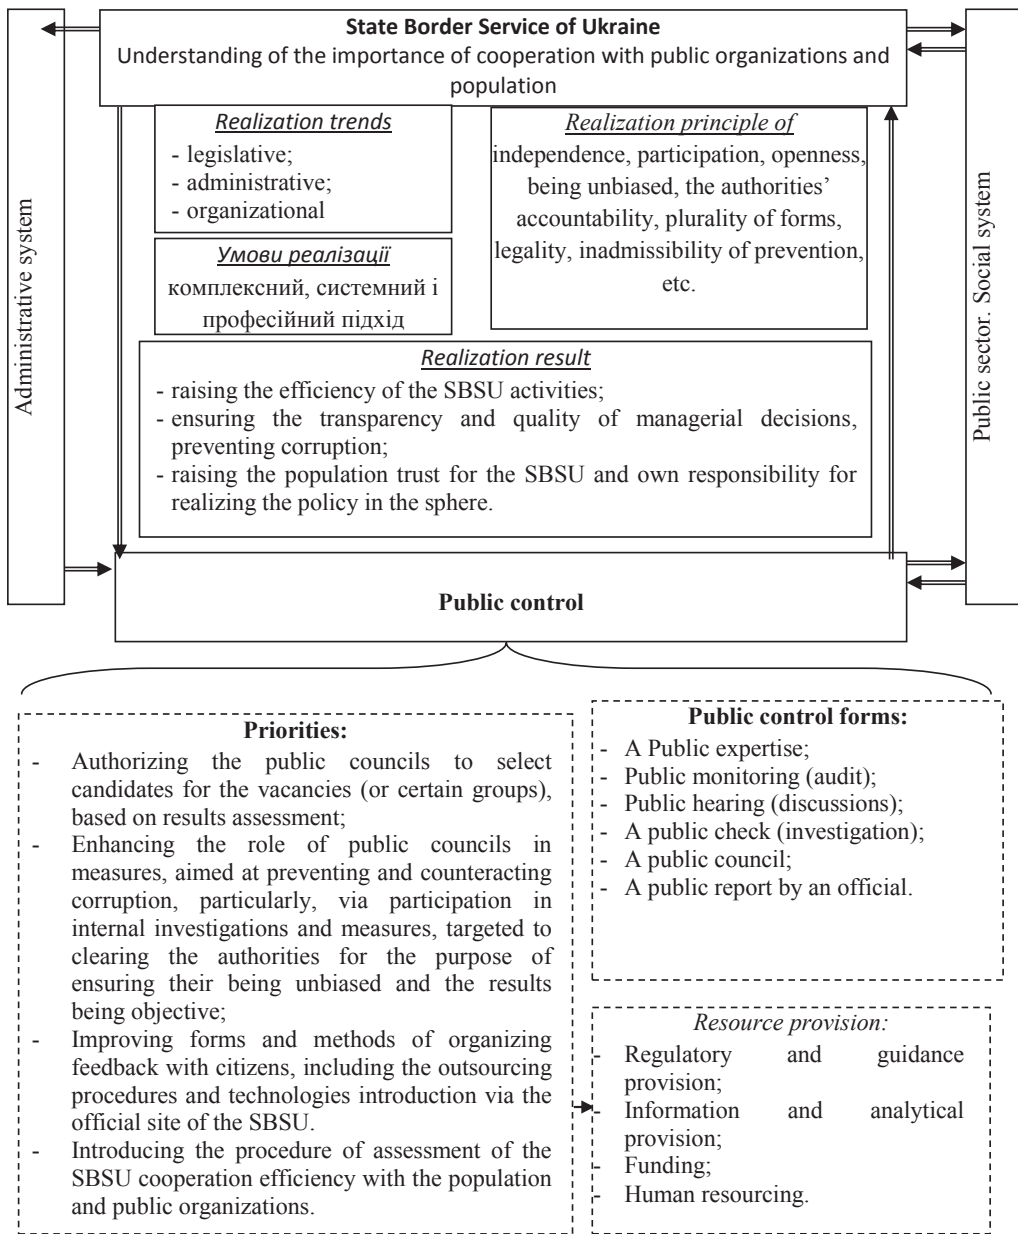 State Border Service of Ukraine
Understanding of the importance of cooperation with public organizations and
population
Administrative system
Realization trends
- legislative;
- administrative;
- organizational
Умови реалізації
комплексний, системний і
професійний підхід
Realization principle of
independence, participation, openness,
being unbiased, the authorities’
accountability, plurality of forms,
legality, inadmissibility of prevention,
etc.
Public sector. Social system
Realization result
- raising the efficiency of the SBSU activities;
- ensuring the transparency and quality of managerial decisions,
preventing corruption;
- raising the population trust for the SBSU and own responsibility for
realizing the policy in the sphere.
Public control
Priorities:
- Authorizing the public councils to select
candidates for the vacancies (or certain groups),
based on results assessment;
- Enhancing the role of public councils in
measures, aimed at preventing and counteracting
corruption, particularly, via participation in
internal investigations and measures, targeted to
clearing the authorities for the purpose of
ensuring their being unbiased and the results
being objective;
- Improving forms and methods of organizing
feedback with citizens, including the outsourcing
procedures and technologies introduction via the
official site of the SBSU.
- Introducing the procedure of assessment of the
SBSU cooperation efficiency with the population
and public organizations.
Public control forms:
- A Public expertise;
- Public monitoring (audit);
- Public hearing (discussions);
- A public check (investigation);
- A public council;
- A public report by an official.
Resource provision:
- Regulatory and guidance
provision;
- Information and analytical
provision;
- Funding;
- Human resourcing.